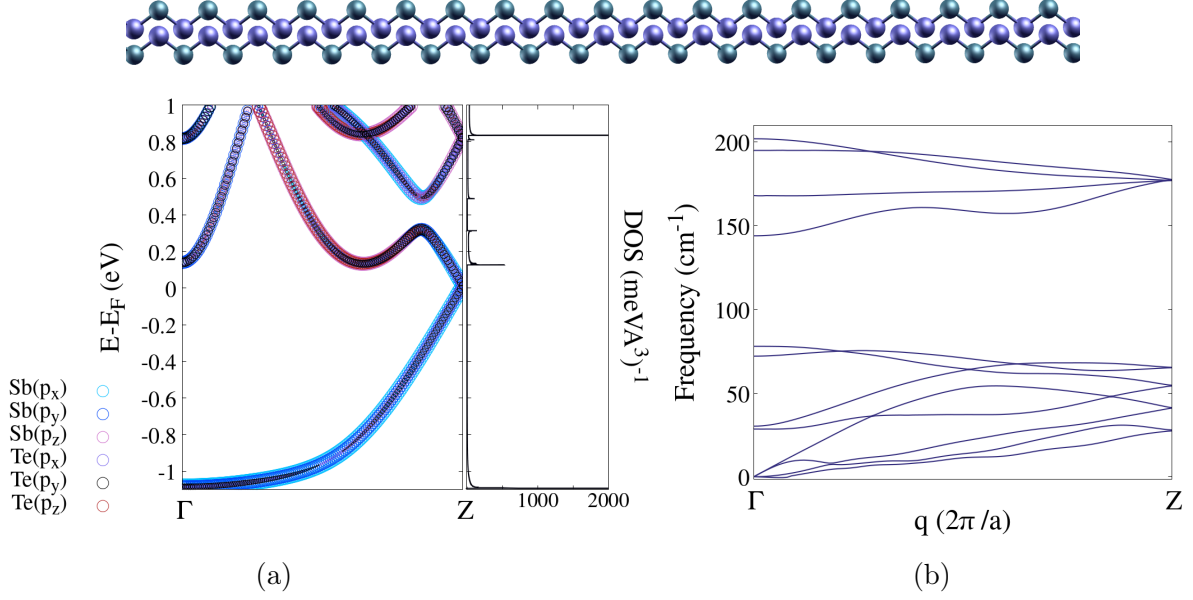 1
0.8
0.6
0.4
0.2
0
-0.2
-0.4
-0.6
-0.8
-1
E-E_F (eV)
Γ
Z
1000
2000
DOS (meVA^3)^-1
Sb(p_x)
Sb(p_y)
Sb(p_z)
Te(p_x)
Te(p_y)
Te(p_z)
(a)
200
150
100
50
0
Frequency (cm^-1)
Γ
Z
q (2π/a)
(b)